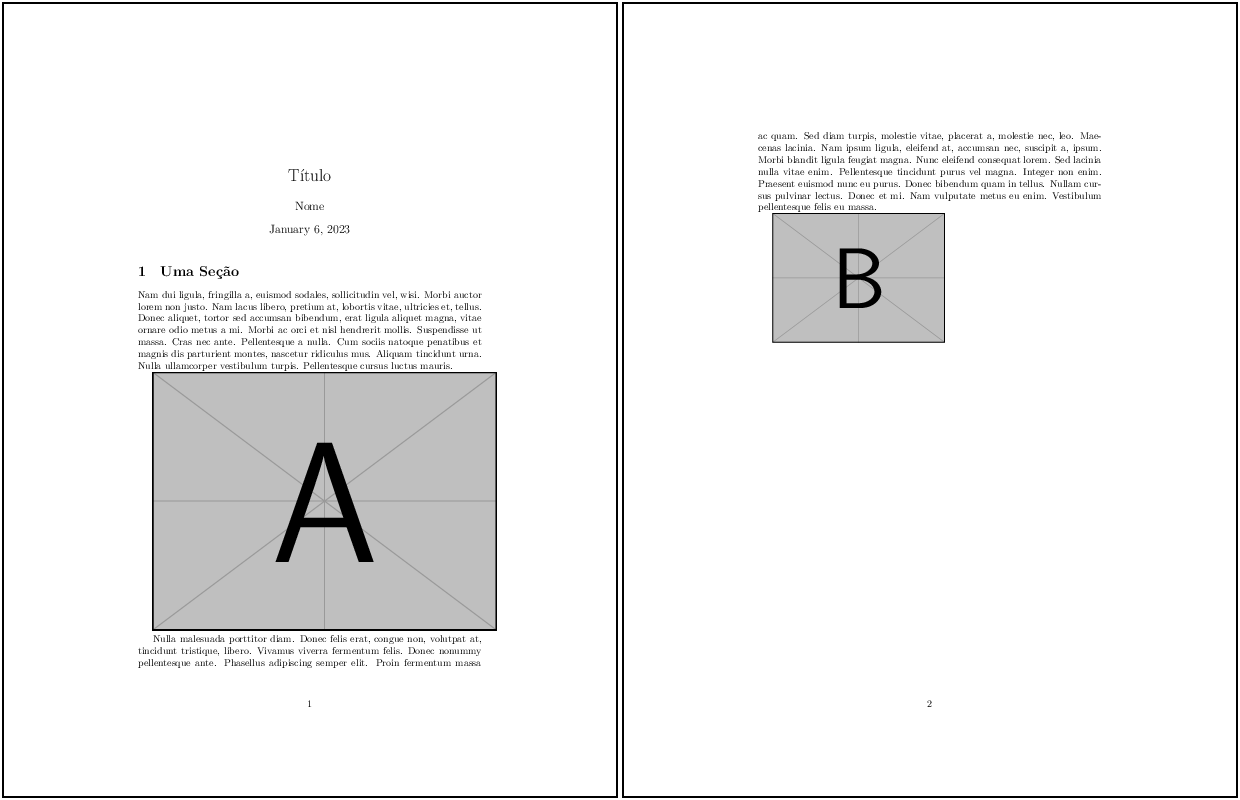 Título
Nome
January 6, 2023
1 Uma Seção
Nam dui ligula, fringilla a, euismod sodales, sollicitudin vel, wisi. Morbi auctor
lorem non justo. Nam lacus libero, pretium at, lobortis vitae, ultricies et, tellus.
Donec aliquet, tortor sed accumsan bibendum, erat ligula aliquet magna, vitae
ornare odio metus a mi. Morbi ac orci et nisl hendrerit mollis. Suspendisse ut
massa. Cras nec ante. Pellentesque a nulla. Cum sociis natoque penatibus et
magnis dis parturient montes, nascetur ridiculus mus. Aliquam tincidunt urna.
Nulla ullamcorper vestibulum turpis. Pellentesque cursus luctus mauris.
A
Nulla malesuada porttitor diam. Donec felis erat, congue non, volutpat at,
tincidunt tristique, libero. Vivamus viverra fermentum felis. Donec nonummy
pellentesque ante. Phasellus adipiscing semper elit. Proin fermentum massa
1
ac quam. Sed diam turpis, molestie vitae, placerat a, molestie nec, leo. Mae-
cenas lacinia. Nam ipsum ligula, eleifend at, accumsan nec, suscipit a, ipsum.
Morbi blandit ligula feugiat magna. Nunc eleifend consequat lorem. Sed lacinia
nulla vitae enim. Pellentesque tincidunt purus vel magna. Integer non enim.
Praesent euismod nunc eu purus. Donec bibendum quam in tellus. Nullam cur-
sus pulvinar lectus. Donec et mi. Nam vulputate metus eu enim. Vestibulum
pellentesque felis eu massa.
B
2